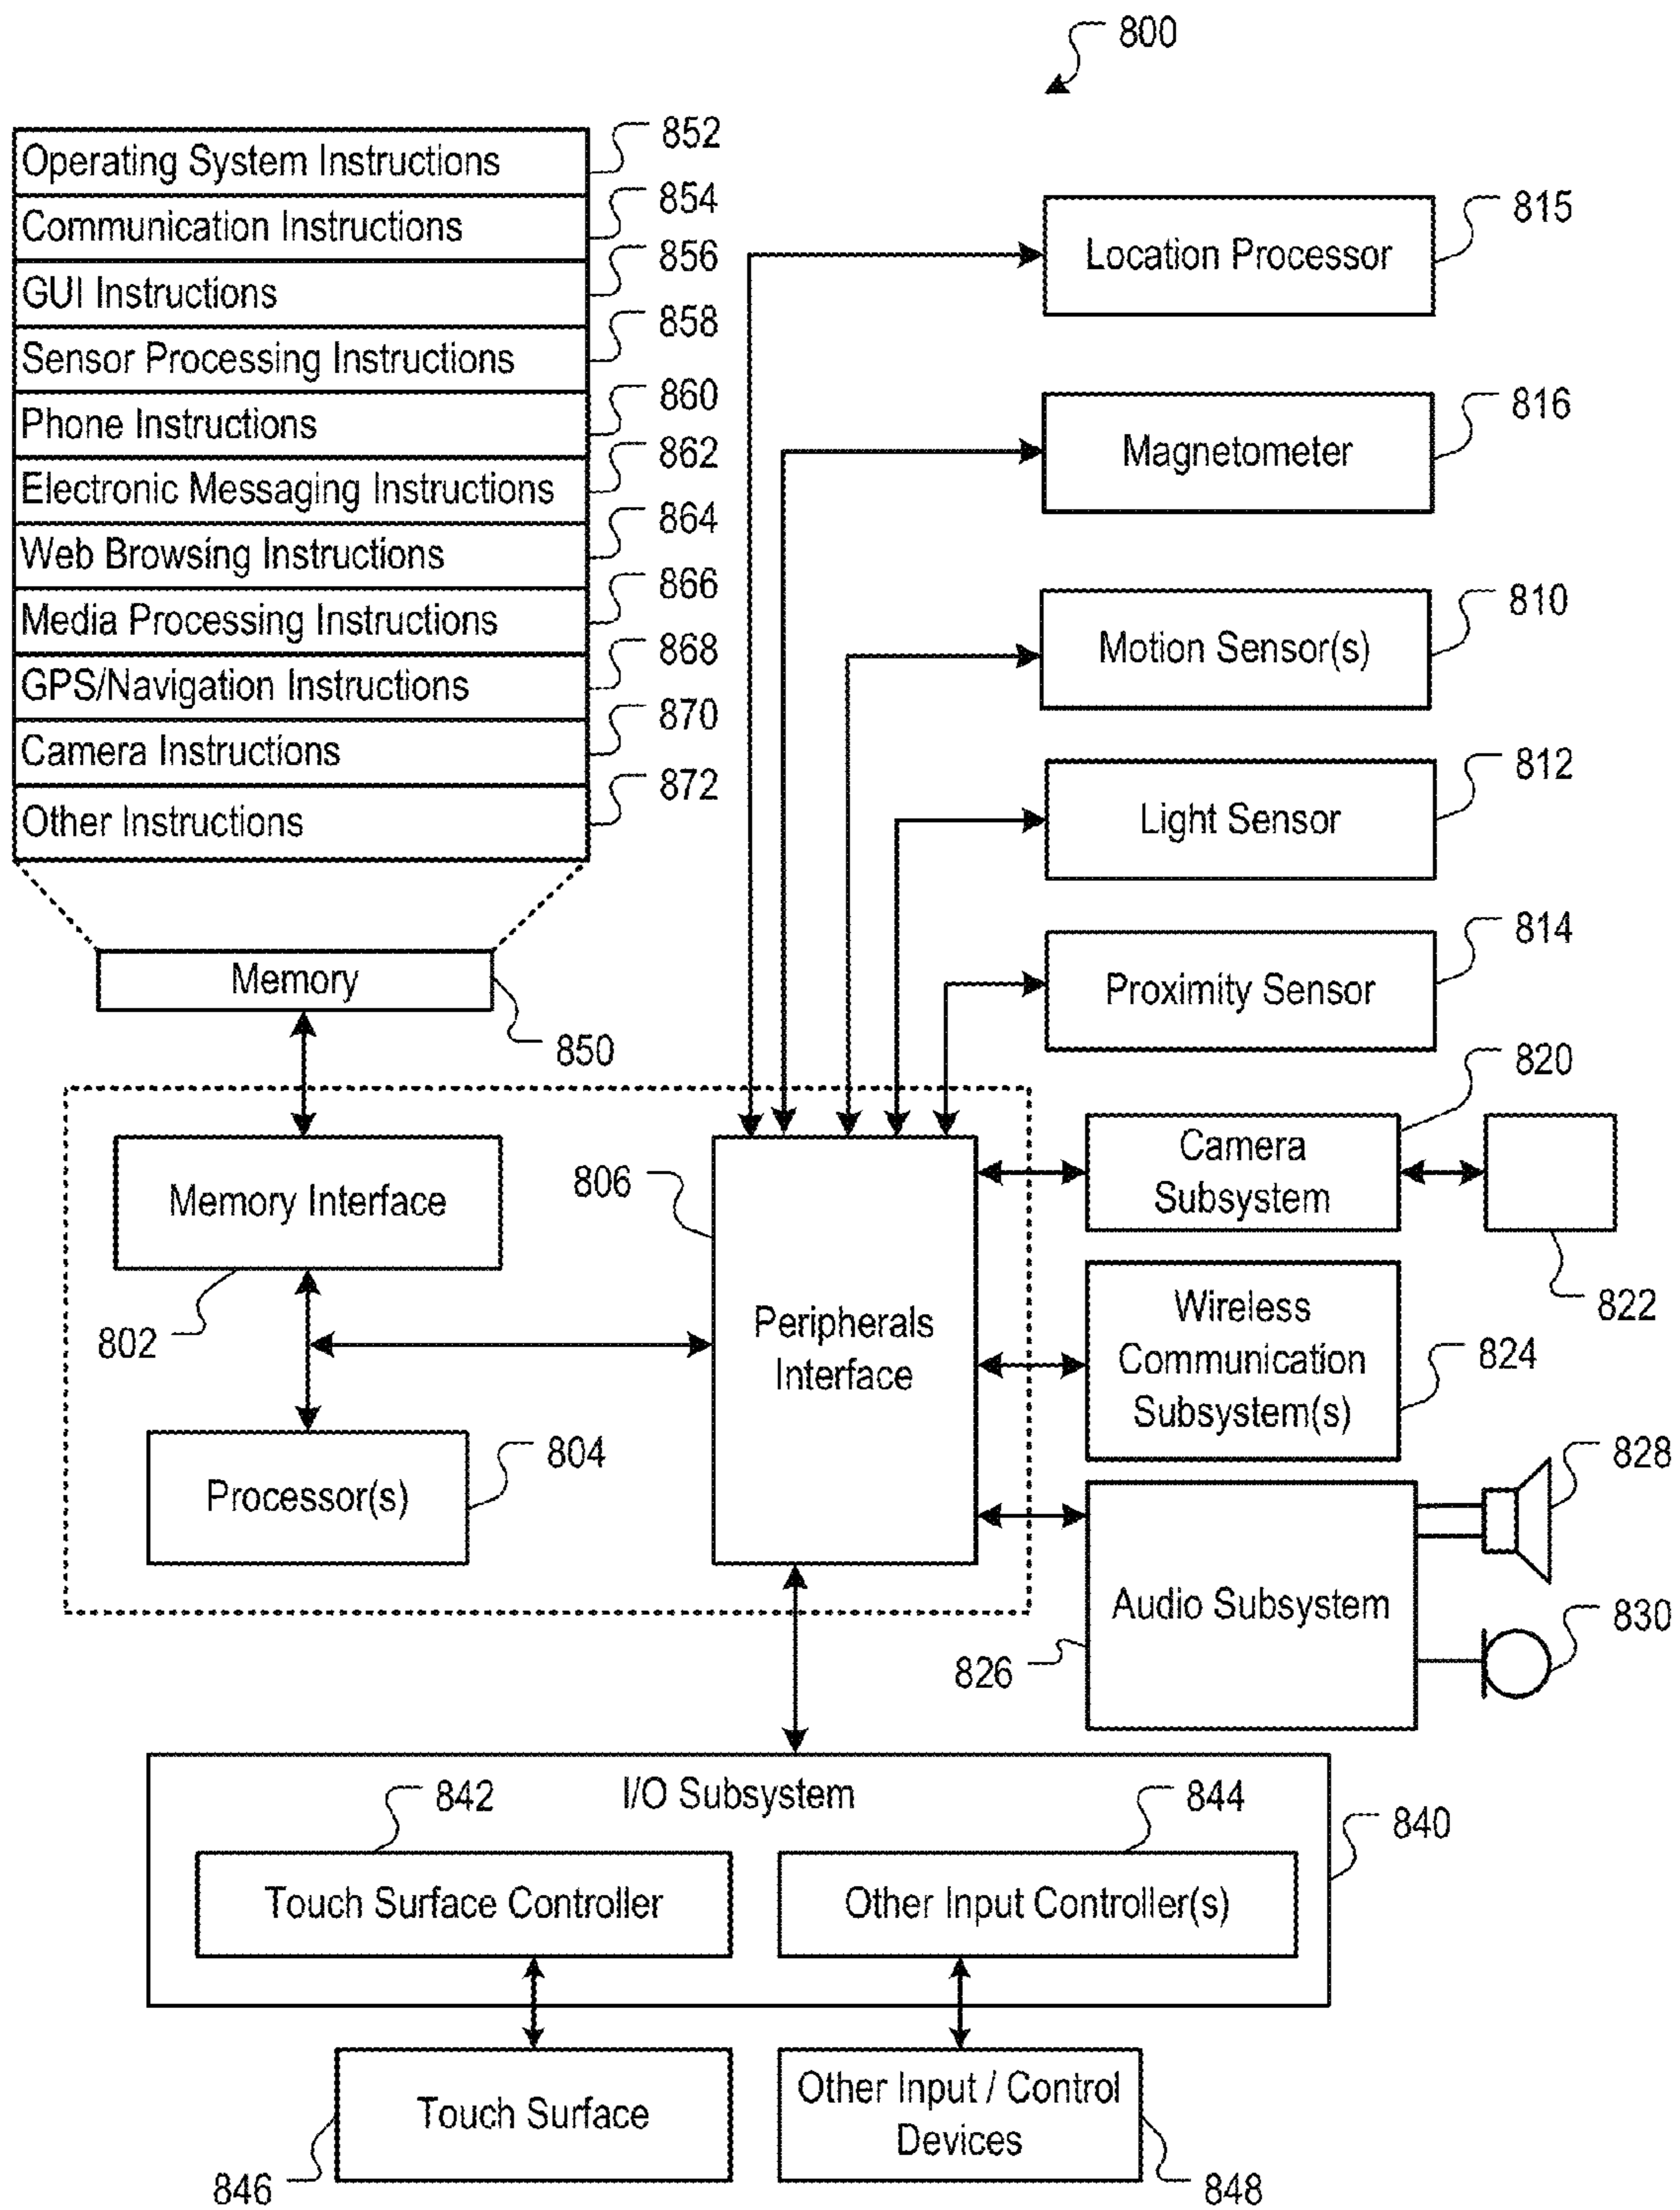 800
Operating System Instructions
852
Communication Instructions
854
GUI Instructions
856
Sensor Processing Instructions
858
Phone Instructions
860
Electronic Messaging Instructions
862
Web Browsing Instructions
864
Media Processing Instructions
866
GPS/Navigation Instructions
868
Camera Instructions
870
Other Instructions
872
Memory
850
Location Processor
815
Magnetometer
816
Motion Sensor(s)
810
Light Sensor
812
Proximity Sensor
814
Memory Interface
802
Processor(s)
804
806
Peripherals
Interface
Camera
Subsystem
820
822
Wireless
Communication
Subsystem(s)
824
Audio Subsystem
826
828
830
I/O Subsystem
840
842
Touch Surface Controller
844
Other Input Controller(s)
Touch Surface
846
Other Input / Control
Devices
848